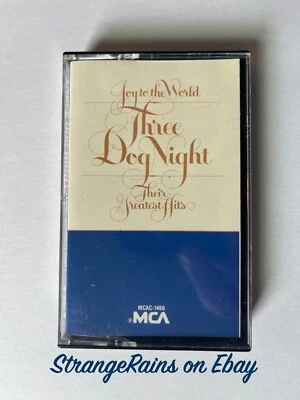 Joy to the World
Three
Dog Night
Their
Greatest Hits
MCAC-1466
®MCA
StrangeRains on Ebay